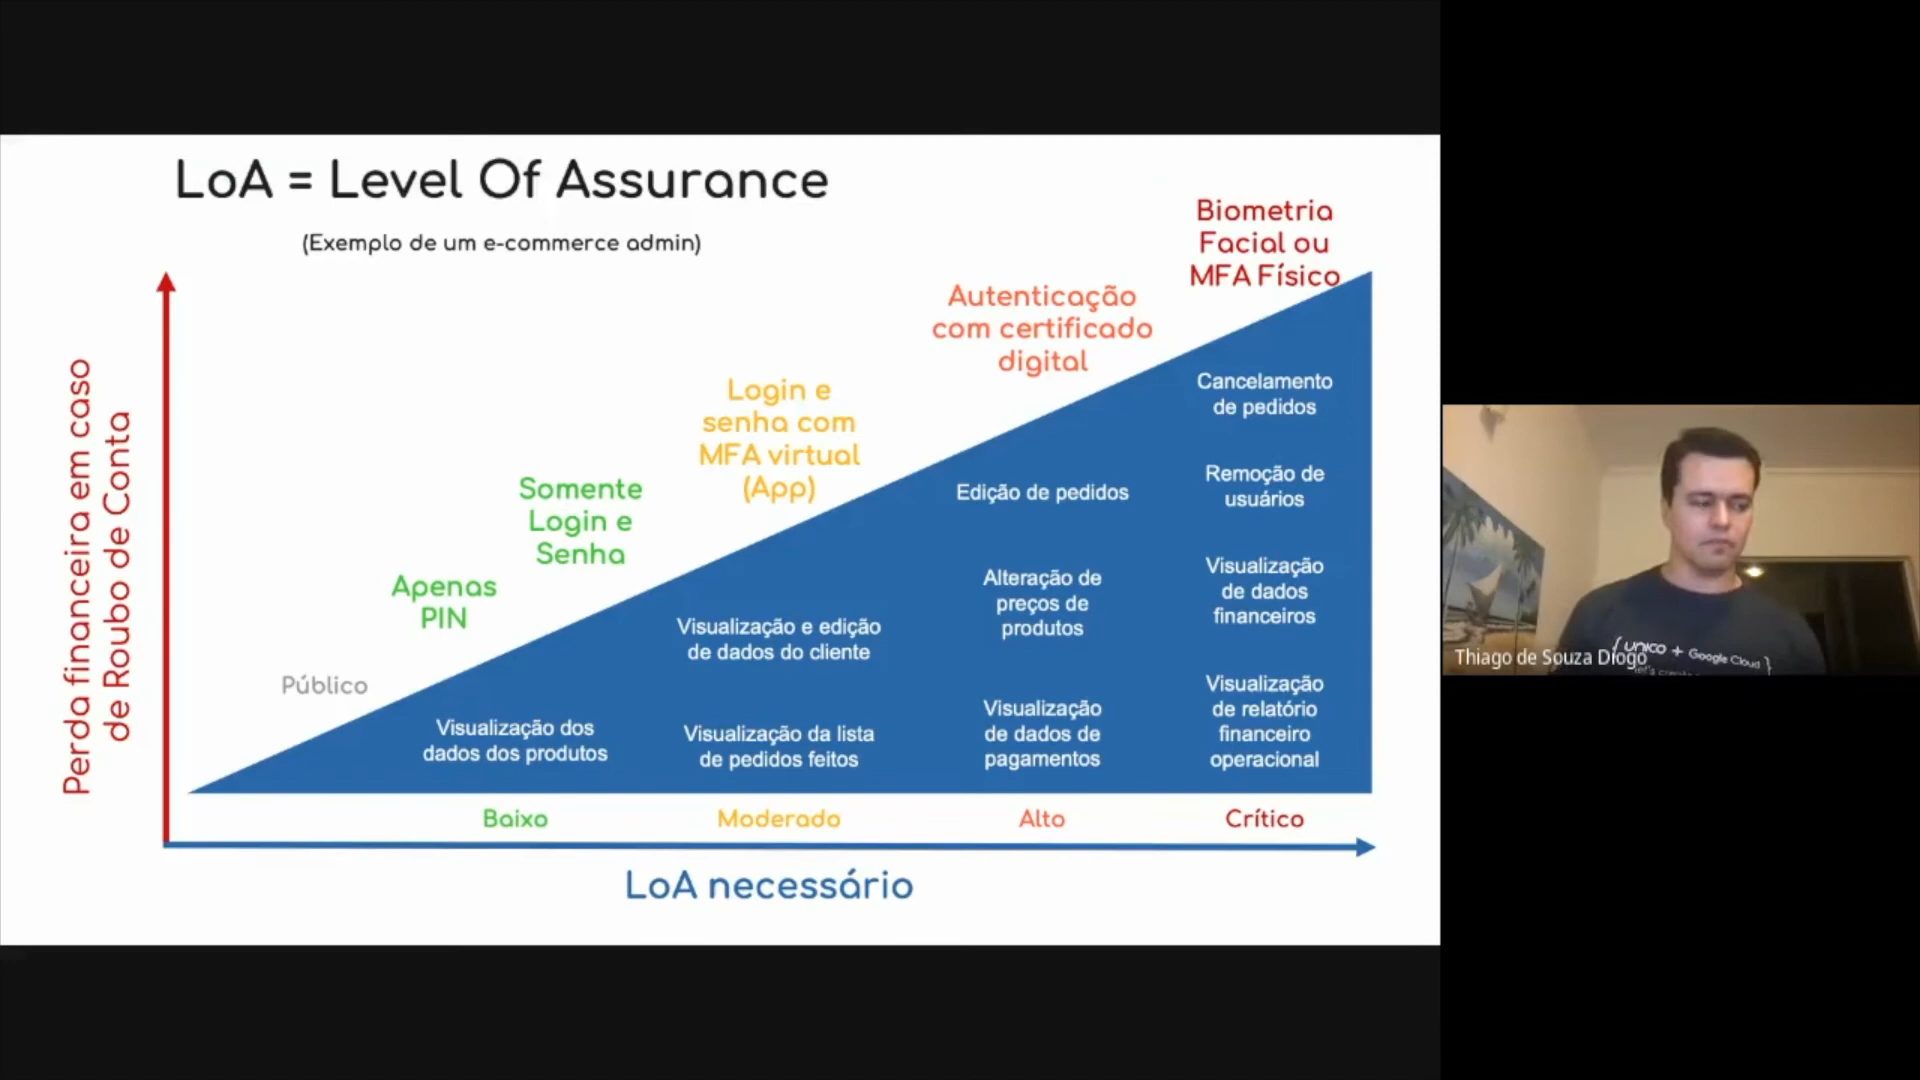 LoA = Level Of Assurance
(Exemplo de um e-commerce admin)
Perda financeira em caso
de Roubo de Conta
Público
Apenas
PIN
Somente
Login e
Senha
Login e
senha com
MFA virtual
(App)
Autenticação
com certificado
digital
Biometria
Facial ou
MFA Físico
Visualização dos
dados dos produtos
Visualização e edição
de dados do cliente
Visualização da lista
de pedidos feitos
Edição de pedidos
Alteração de
preços de
produtos
Visualização
de dados de
pagamentos
Cancelamento
de pedidos
Remoção de
usuários
Visualização
de dados
financeiros
Visualização
de relatório
financeiro
operacional
Baixo
Moderado
Alto
Crítico
LoA necessário
{ unico + Google Cloud }
Thiago de Souza Diogo